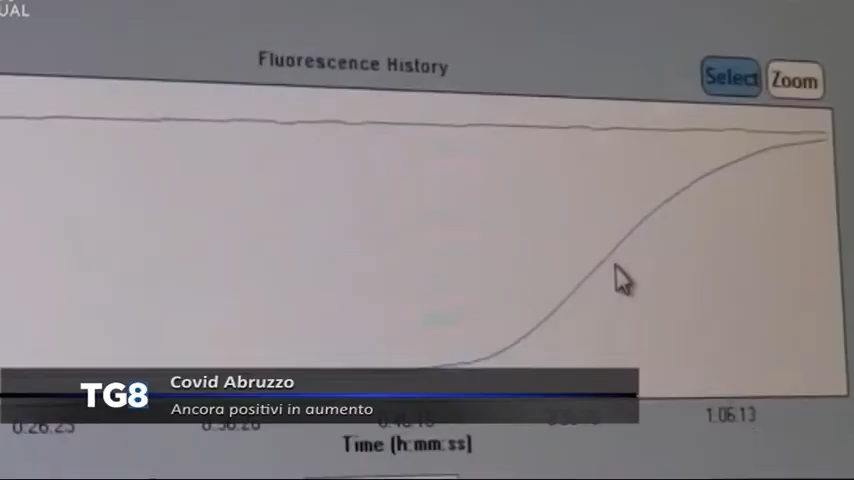 UAL
Fluorescence History
Select
Zoom
TG8
Covid Abruzzo
Ancora positivi in aumento
0:26:25
1:06:13
Time (h:mm:ss)